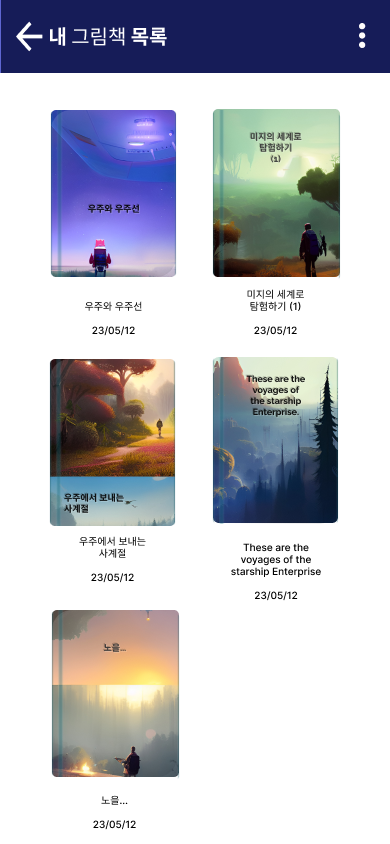 내 그림책 목록
우주와 우주선
우주와 우주선
23/05/12
미지의 세계로
탐험하기
(1)
미지의 세계로
탐험하기 (1)
23/05/12
우주에서 보내는
사계절
우주에서 보내는
사계절
23/05/12
These are the
voyages of
the starship
Enterprise.
These are the
voyages of the
starship Enterprise
23/05/12
노을...
노을...
23/05/12